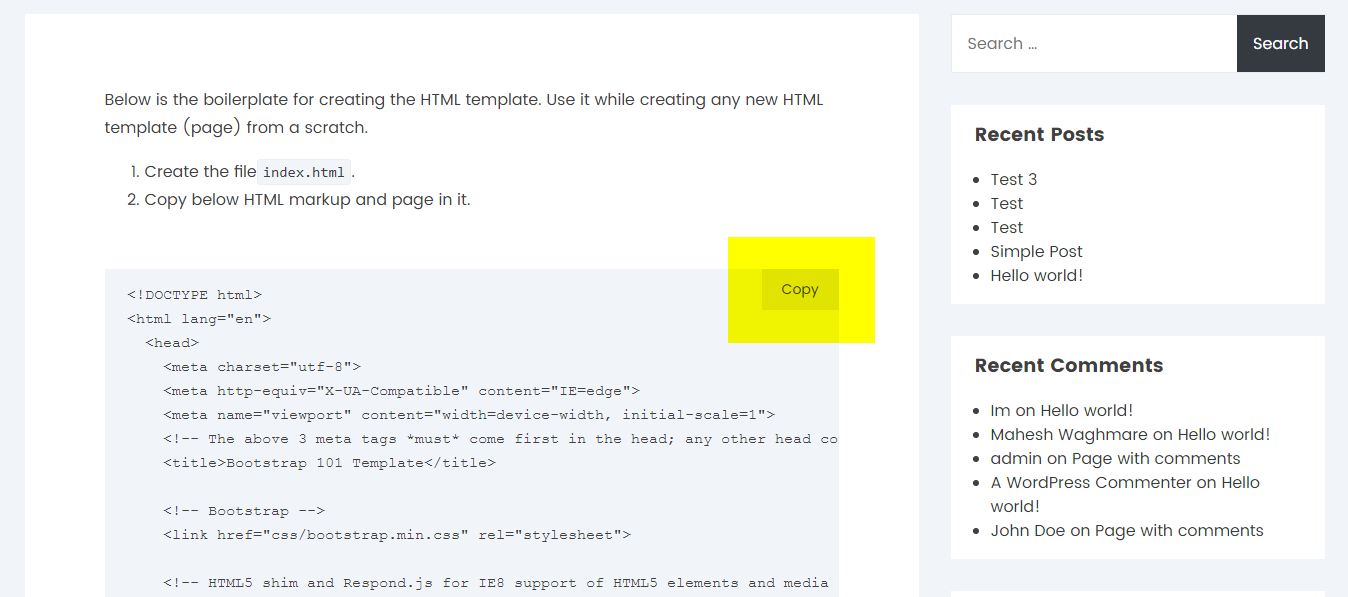 Below is the boilerplate for creating the HTML template. Use it while creating any new HTML
template (page) from a scratch.
1. Create the file index.html.
2. Copy below HTML markup and page in it.
Copy
<!DOCTYPE html>
<html lang="en">
  <head>
    <meta charset="utf-8">
    <meta http-equiv="X-UA-Compatible" content="IE=edge">
    <meta name="viewport" content="width=device-width, initial-scale=1">
    <!-- The above 3 meta tags *must* come first in the head; any other head co
    <title>Bootstrap 101 Template</title>
    <!-- Bootstrap -->
    <link href="css/bootstrap.min.css" rel="stylesheet">
    <!-- HTML5 shim and Respond.js for IE8 support of HTML5 elements and media
Search …
Search
Recent Posts
Test 3
Test
Test
Simple Post
Hello world!
Recent Comments
Im on Hello world!
Mahesh Waghmare on Hello world!
admin on Page with comments
A WordPress Commenter on Hello
world!
John Doe on Page with comments